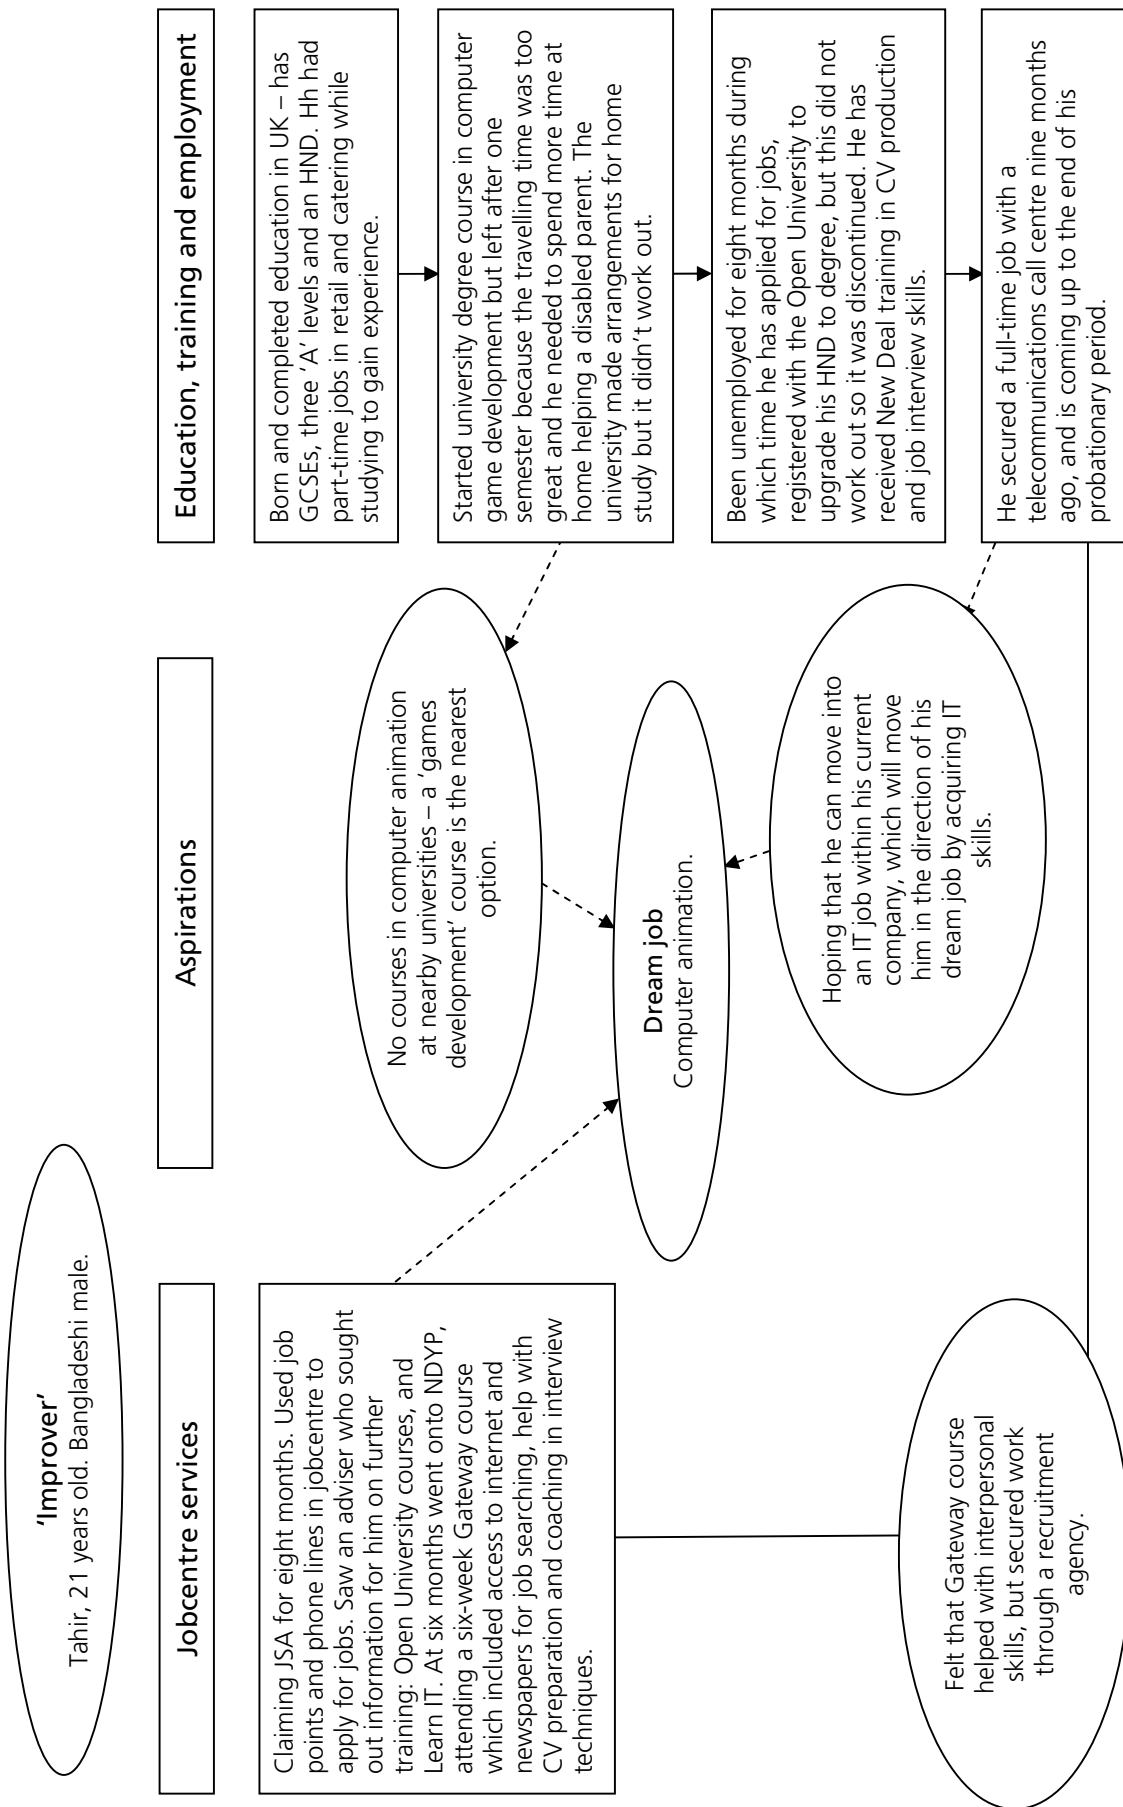 'Improver'
Tahir, 21 years old. Bangladeshi male.
Jobcentre services
Claiming JSA for eight months. Used job
points and phone lines in jobcentre to
apply for jobs. Saw an adviser who sought
out information for him on further
training: Open University courses, and
Learn IT. At six months went onto NDYP,
attending a six-week Gateway course
which included access to internet and
newspapers for job searching, help with
CV preparation and coaching in interview
techniques.
Felt that Gateway course
helped with interpersonal
skills, but secured work
through a recruitment
agency.
Aspirations
No courses in computer animation
at nearby universities – a 'games
development' course is the nearest
option.
Dream job
Computer animation.
Hoping that he can move into
an IT job within his current
company, which will move
him in the direction of his
dream job by acquiring IT
skills.
Education, training and employment
Born and completed education in UK – has
GCSEs, three 'A' levels and an HND. Hh had
part-time jobs in retail and catering while
studying to gain experience.
Started university degree course in computer
game development but left after one
semester because the travelling time was too
great and he needed to spend more time at
home helping a disabled parent. The
university made arrangements for home
study but it didn't work out.
Been unemployed for eight months during
which time he has applied for jobs,
registered with the Open University to
upgrade his HND to degree, but this did not
work out so it was discontinued. He has
received New Deal training in CV production
and job interview skills.
He secured a full-time job with a
telecommunications call centre nine months
ago, and is coming up to the end of his
probationary period.